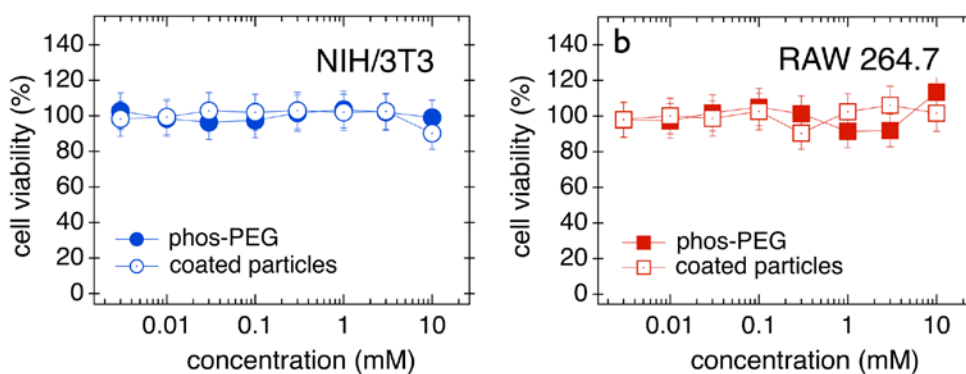 NIH/3T3
cell viability (%)
140
120
100
80
60
40
20
0
phos-PEG
coated particles
0.01
0.1
1
10
concentration (mM)
b
RAW 264.7
cell viability (%)
140
120
100
80
60
40
20
0
phos-PEG
coated particles
0.01
0.1
1
10
concentration (mM)